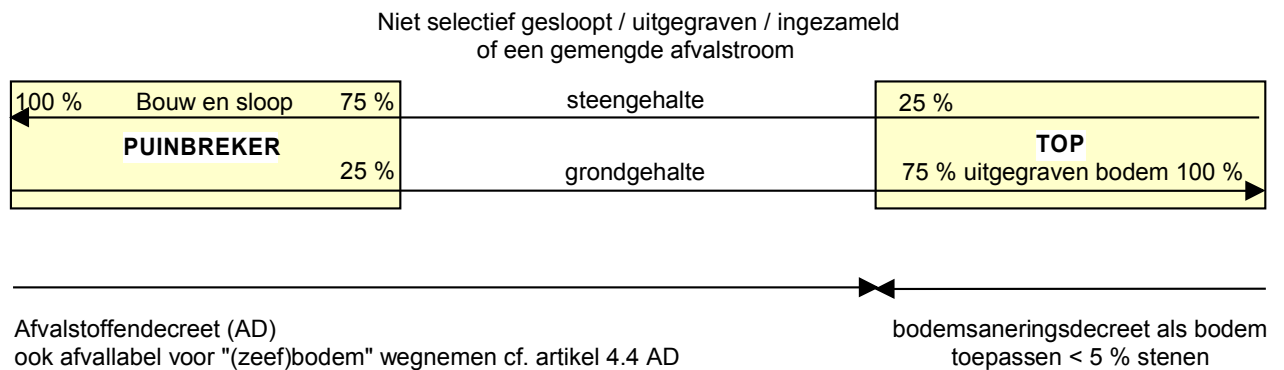 Niet selectief gesloopt / uitgegraven / ingezameld
of een gemengde afvalstroom
100 % Bouw en sloop 75 % steengehalte 25 %
PUINBREKER TOP
25 % grondgehalte 75 % uitgegraven bodem 100 %
Afvalstoffendecreet (AD) bodemsaneringsdecreet als bodem
ook afvallabel voor "(zeef)bodem" wegnemen cf. artikel 4.4 AD toepassen < 5 % stenen